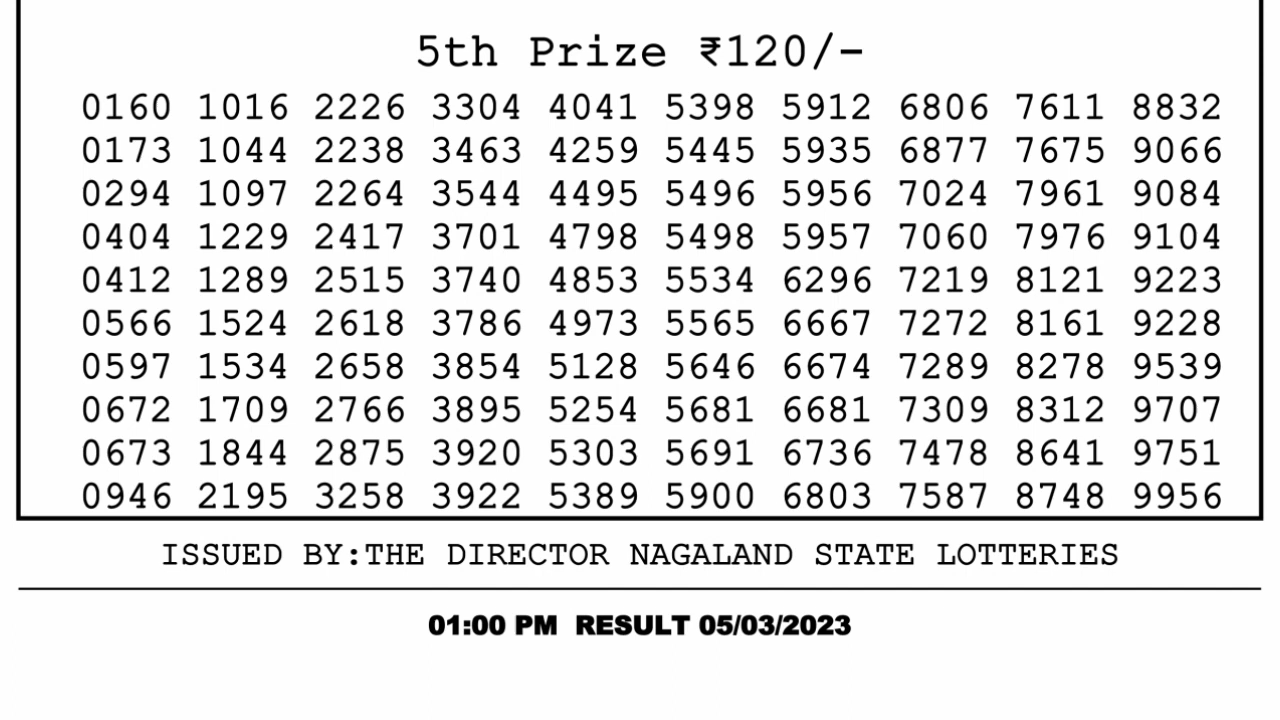 5th Prize ₹120/-
0160 1016 2226 3304 4041 5398 5912 6806 7611 8832
0173 1044 2238 3463 4259 5445 5935 6877 7675 9066
0294 1097 2264 3544 4495 5496 5956 7024 7961 9084
0404 1229 2417 3701 4798 5498 5957 7060 7976 9104
0412 1289 2515 3740 4853 5534 6296 7219 8121 9223
0566 1524 2618 3786 4973 5565 6667 7272 8161 9228
0597 1534 2658 3854 5128 5646 6674 7289 8278 9539
0672 1709 2766 3895 5254 5681 6681 7309 8312 9707
0673 1844 2875 3920 5303 5691 6736 7478 8641 9751
0946 2195 3258 3922 5389 5900 6803 7587 8748 9956
ISSUED BY:THE DIRECTOR NAGALAND STATE LOTTERIES
01:00 PM RESULT 05/03/2023